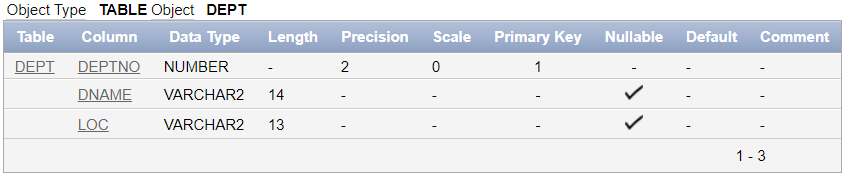 Object Type TABLE Object DEPT
Table Column Data Type Length Precision Scale Primary Key Nullable Default Comment
DEPT DEPTNO NUMBER - 2 0 1 - - -
DNAME VARCHAR2 14 - - - ✓ - -
LOC VARCHAR2 13 - - - ✓ - -
1 - 3